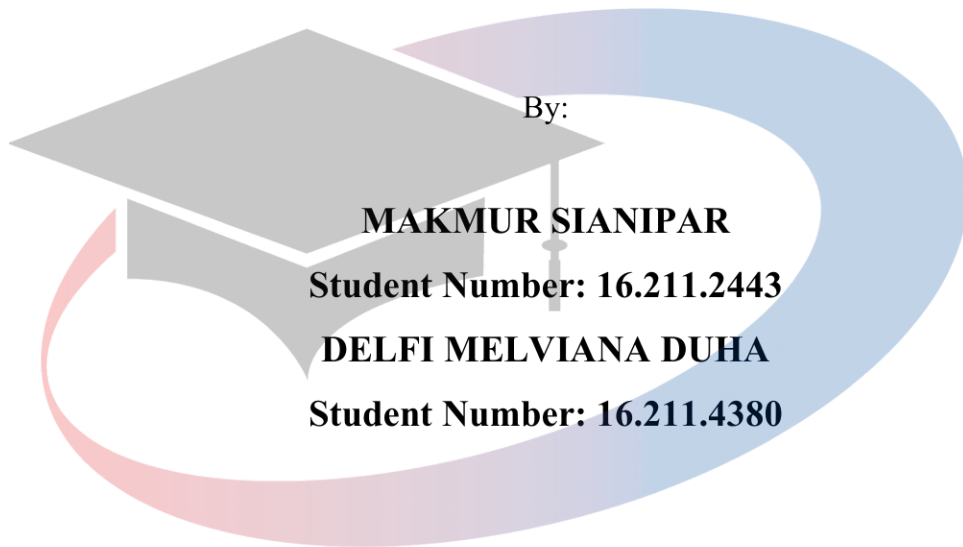 By:
MAKMUR SIANIPAR
Student Number: 16.211.2443
DELFI MELVIANA DUHA
Student Number: 16.211.4380